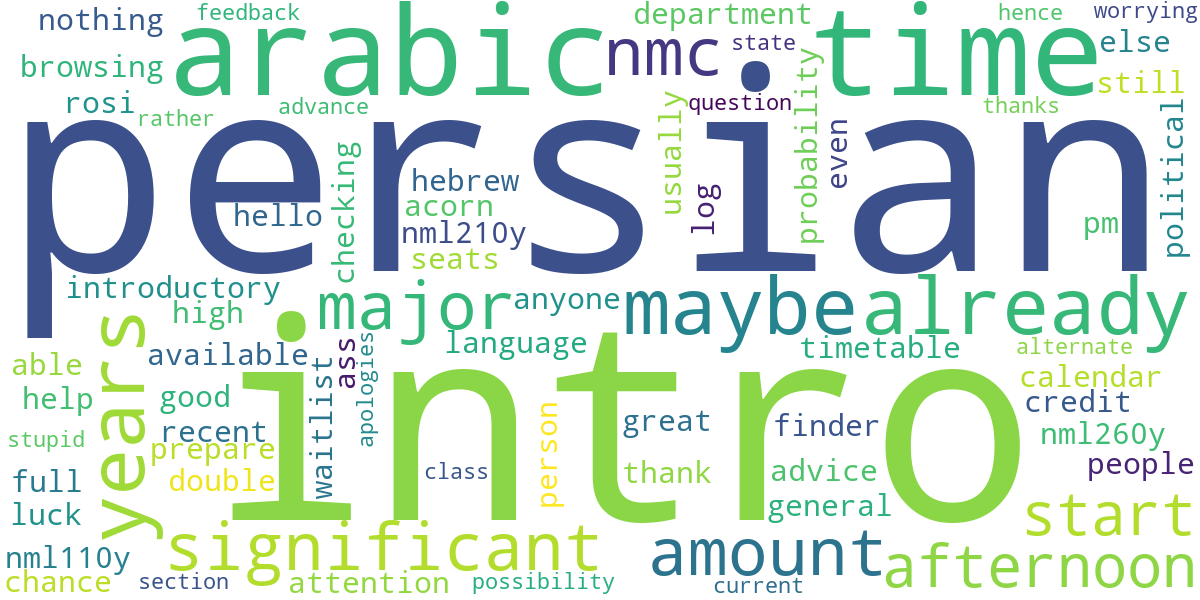 nothing
feedback
arabic
department
hence
worrying
nmc
state
time
else
browsing
still
rosi
rather
advance
question
thanks
usually
probability
even
political
persian
checking
hebrew
hello
acorn
log
nml210y
pm
seats
introductory
high
major
anyone
maybe
already
years
available
able
waitlist
ass
apologies
language
timetable
alternate
calendar
help
good
intro
credit
stupid
recent
great
finder
nml260y
prepare
person
people
full
double
class
thank
advice
luck
general
start
nml110y
significant
amount
afternoon
chance
section
attention
possibility
current